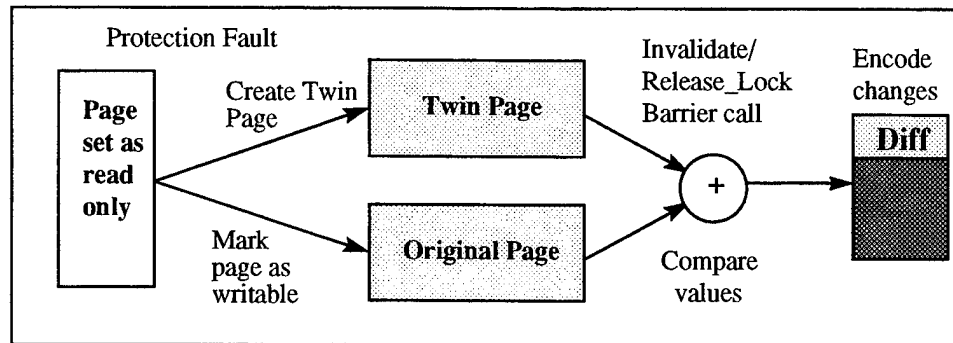 Protection Fault
Page
set as
read
only
Create Twin
Page
Mark
page as
writable
Twin Page
Original Page
Invalidate/
Release_Lock
Barrier call
+
Compare
values
Encode
changes
Diff